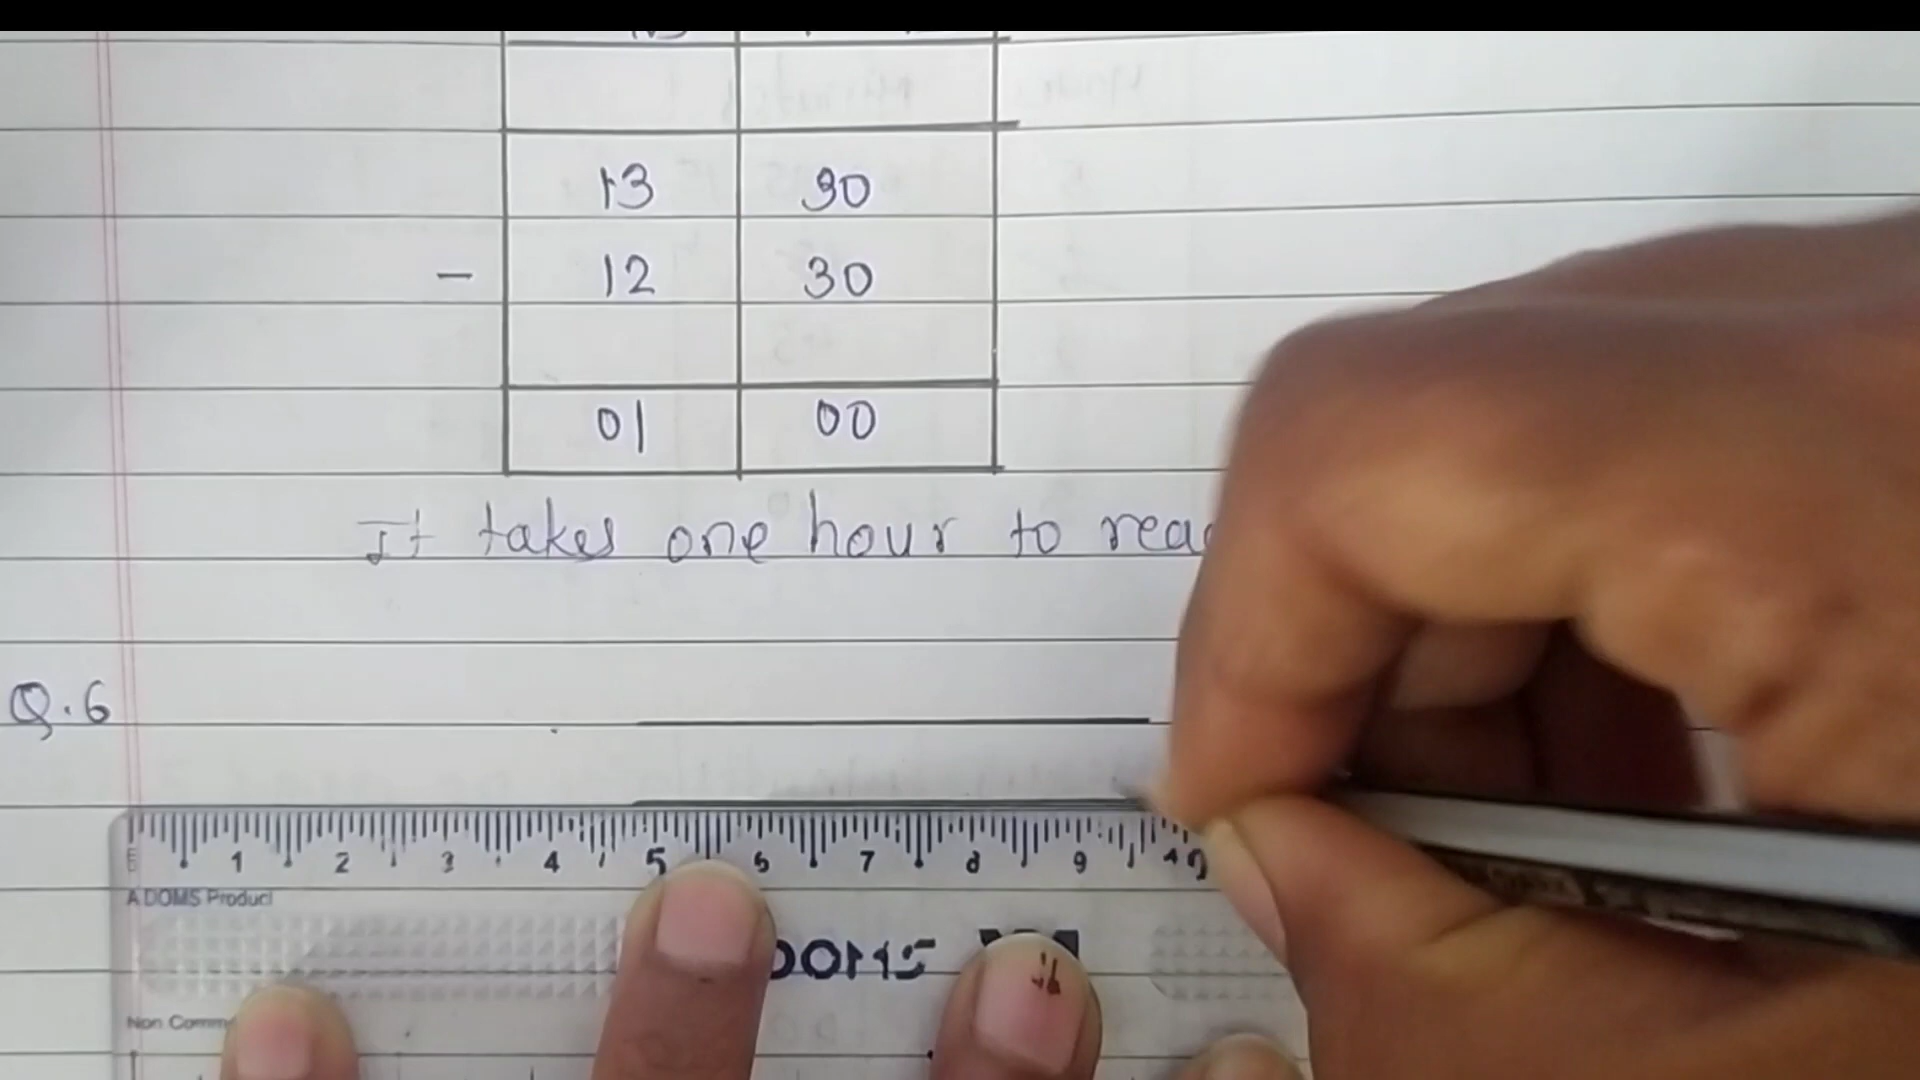 13 30
- 12 30
01 00
It takes one hour to
Q.6
1 2 3 4 5 6 7 8 9 10
A DOMS Product
DOMS
Non